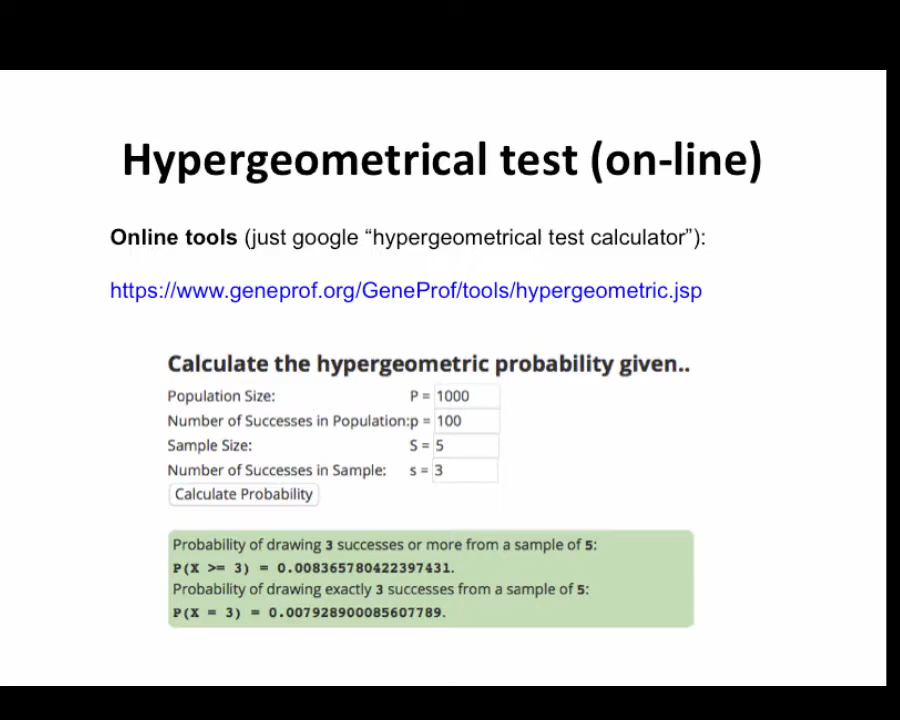 Hypergeometrical test (on-line)
Online tools (just google “hypergeometrical test calculator”):
https://www.geneprof.org/GeneProf/tools/hypergeometric.jsp
Calculate the hypergeometric probability given..
Population Size: P = 1000
Number of Successes in Population:p = 100
Sample Size: S = 5
Number of Successes in Sample: s = 3
Calculate Probability
Probability of drawing 3 successes or more from a sample of 5:
P(X >= 3) = 0.008365780422397431.
Probability of drawing exactly 3 successes from a sample of 5:
P(X = 3) = 0.0079289000856077​89.